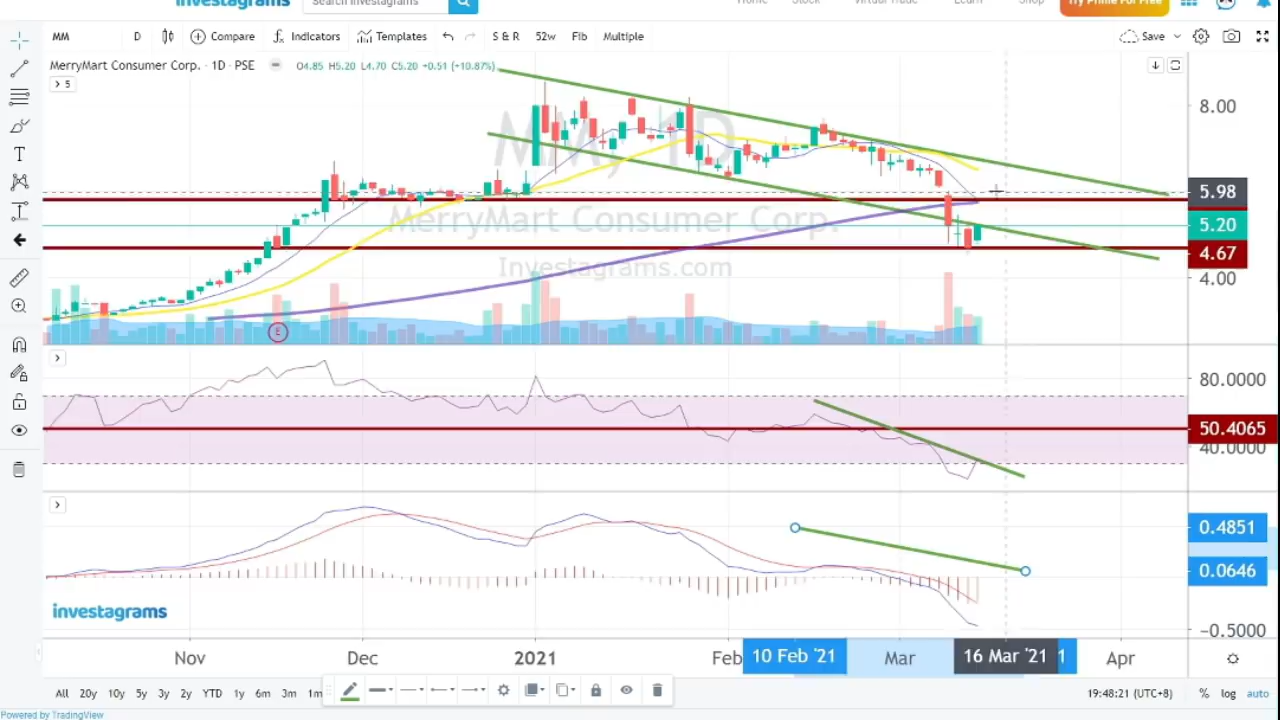 Investagrams
Search Investagrams
Home Stock Virtual Trade Learn Shop Try Prime For Free
MM D Compare Indicators Templates S & R 52w Fib Multiple Save
MerryMart Consumer Corp. · 1D · PSE O4.85 H5.20 L4.70 C5.20 +0.51 (+10.87%)
5
8.00
MM, 1D
5.98
MerryMart Consumer Corp.
5.20
4.67
Investagrams.com
4.00
E
80.0000
50.4065
40.0000
0.4851
0.0646
investagrams
−0.5000
Nov Dec 2021 Feb 10 Feb '21 Mar 16 Mar '21 1 Apr
All 20y 10y 5y 3y 2y YTD 1y 6m 3m 1m 19:48:21 (UTC+8) % log auto
Powered by TradingView